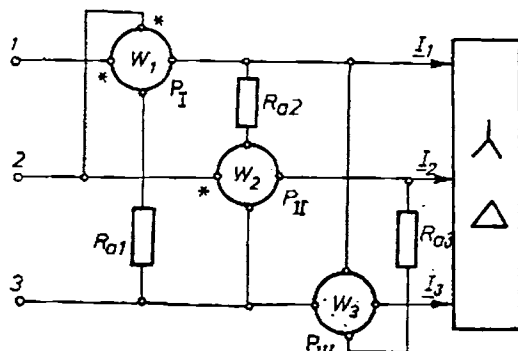 * 
1 * W1 I1
PI
Ra2
2 * W2 I2
PII
Ra1 Ra3
3 W3 I3
PIII